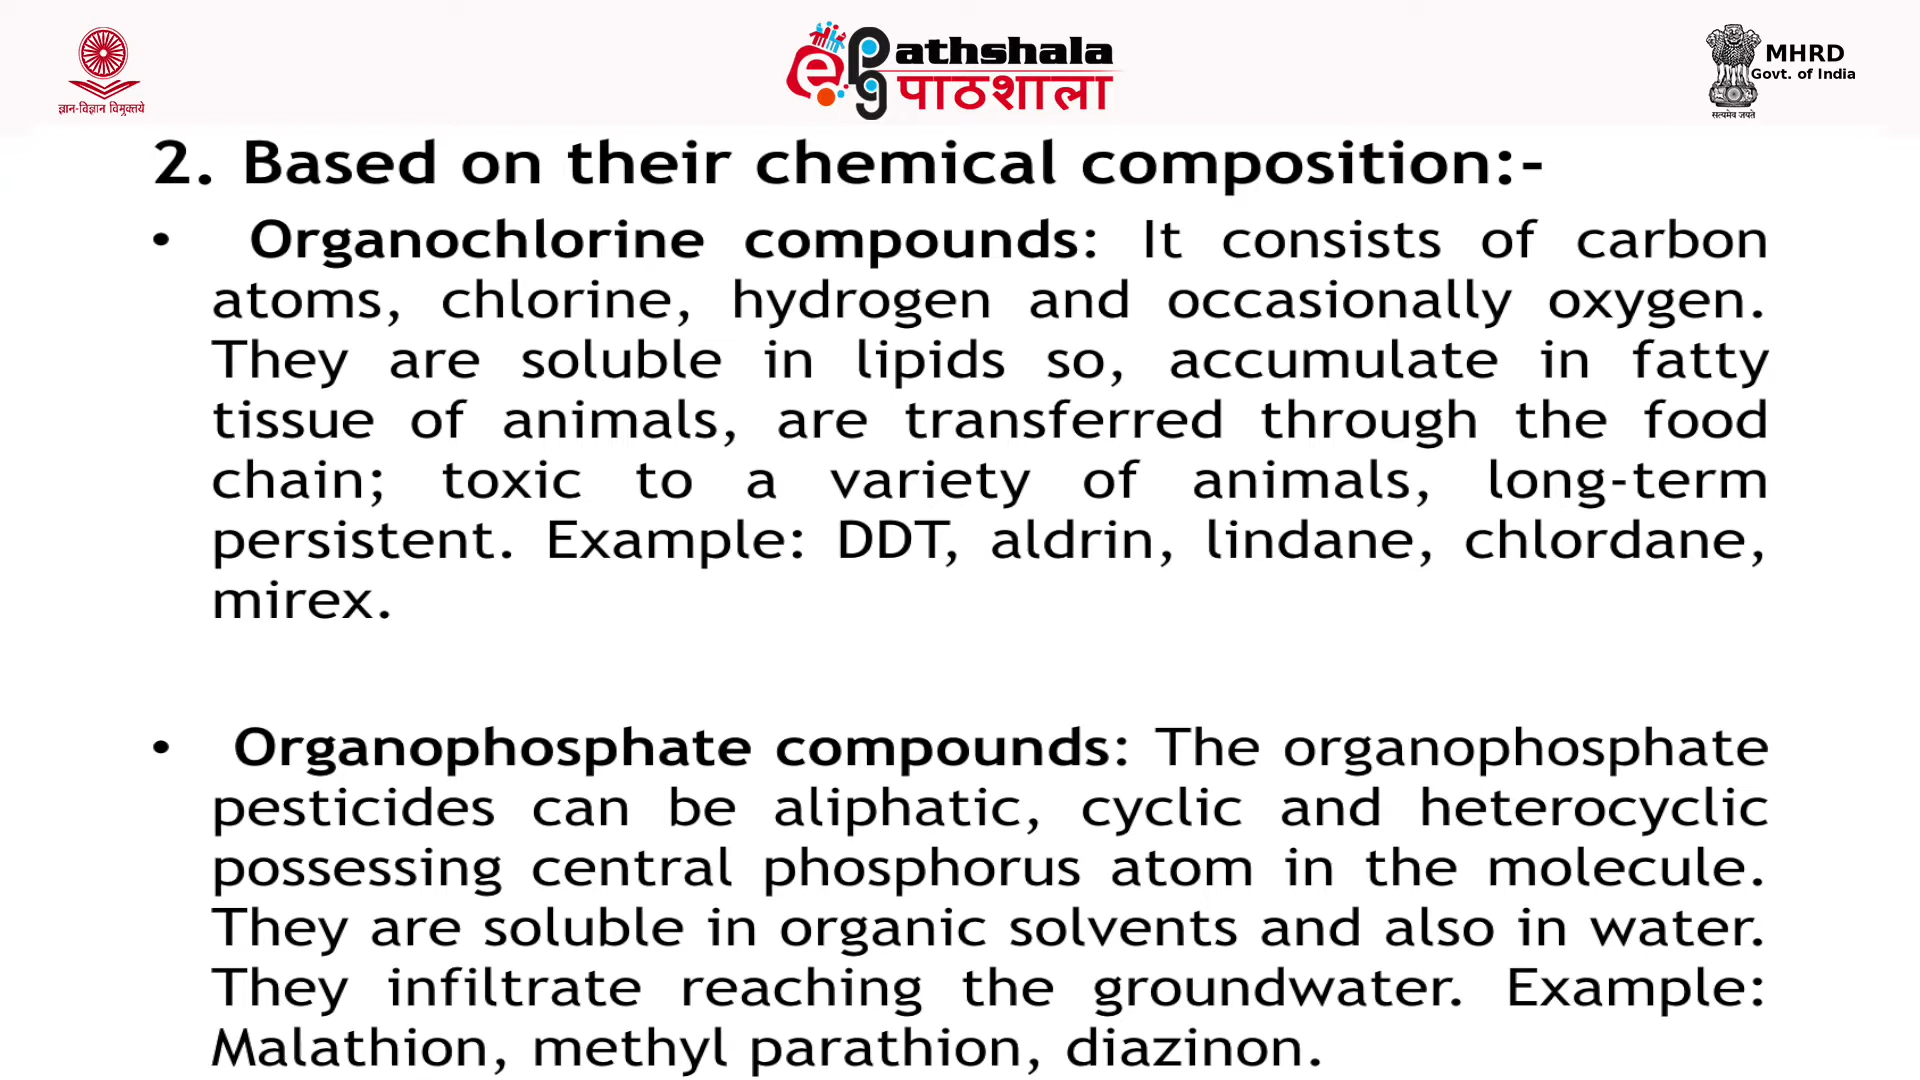 ज्ञान-विज्ञान विमुक्तये
ePathshala
पाठशाला
MHRD
Govt. of India
सत्यमेव जयते
2. Based on their chemical composition:-
• Organochlorine compounds: It consists of carbon
atoms, chlorine, hydrogen and occasionally oxygen.
They are soluble in lipids so, accumulate in fatty
tissue of animals, are transferred through the food
chain; toxic to a variety of animals, long-term
persistent. Example: DDT, aldrin, lindane, chlordane,
mirex.
• Organophosphate compounds: The organophosphate
pesticides can be aliphatic, cyclic and heterocyclic
possessing central phosphorus atom in the molecule.
They are soluble in organic solvents and also in water.
They infiltrate reaching the groundwater. Example:
Malathion, methyl parathion, diazinon.